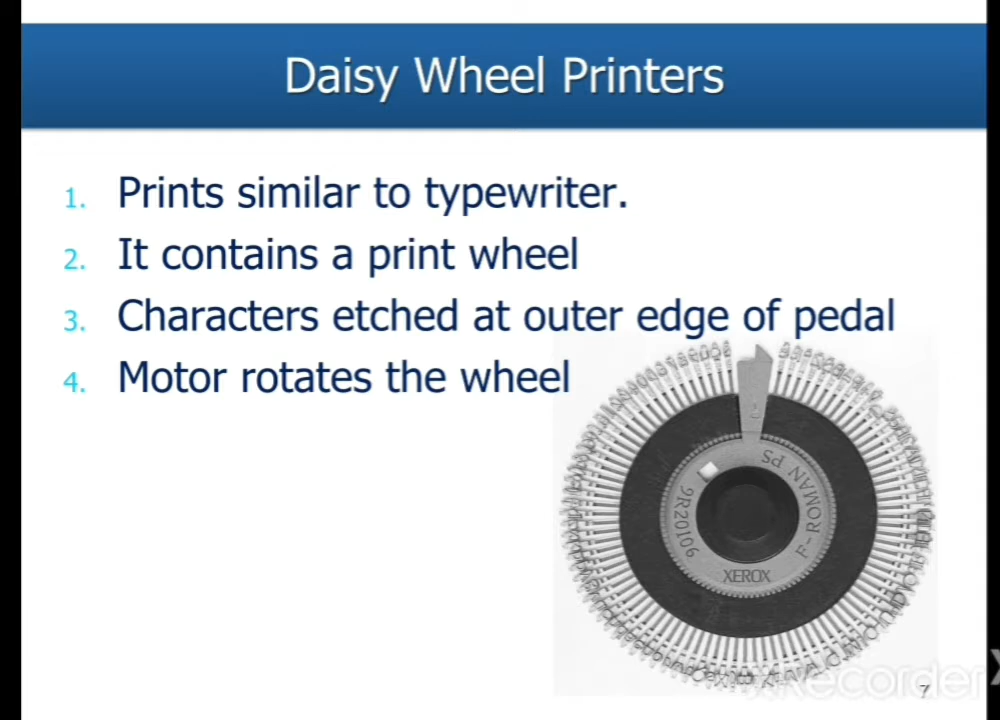 Daisy Wheel Printers
1. Prints similar to typewriter.
2. It contains a print wheel
3. Characters etched at outer edge of pedal
4. Motor rotates the wheel
F-ROMAN PS
9R20106
XEROX
Recorder
7